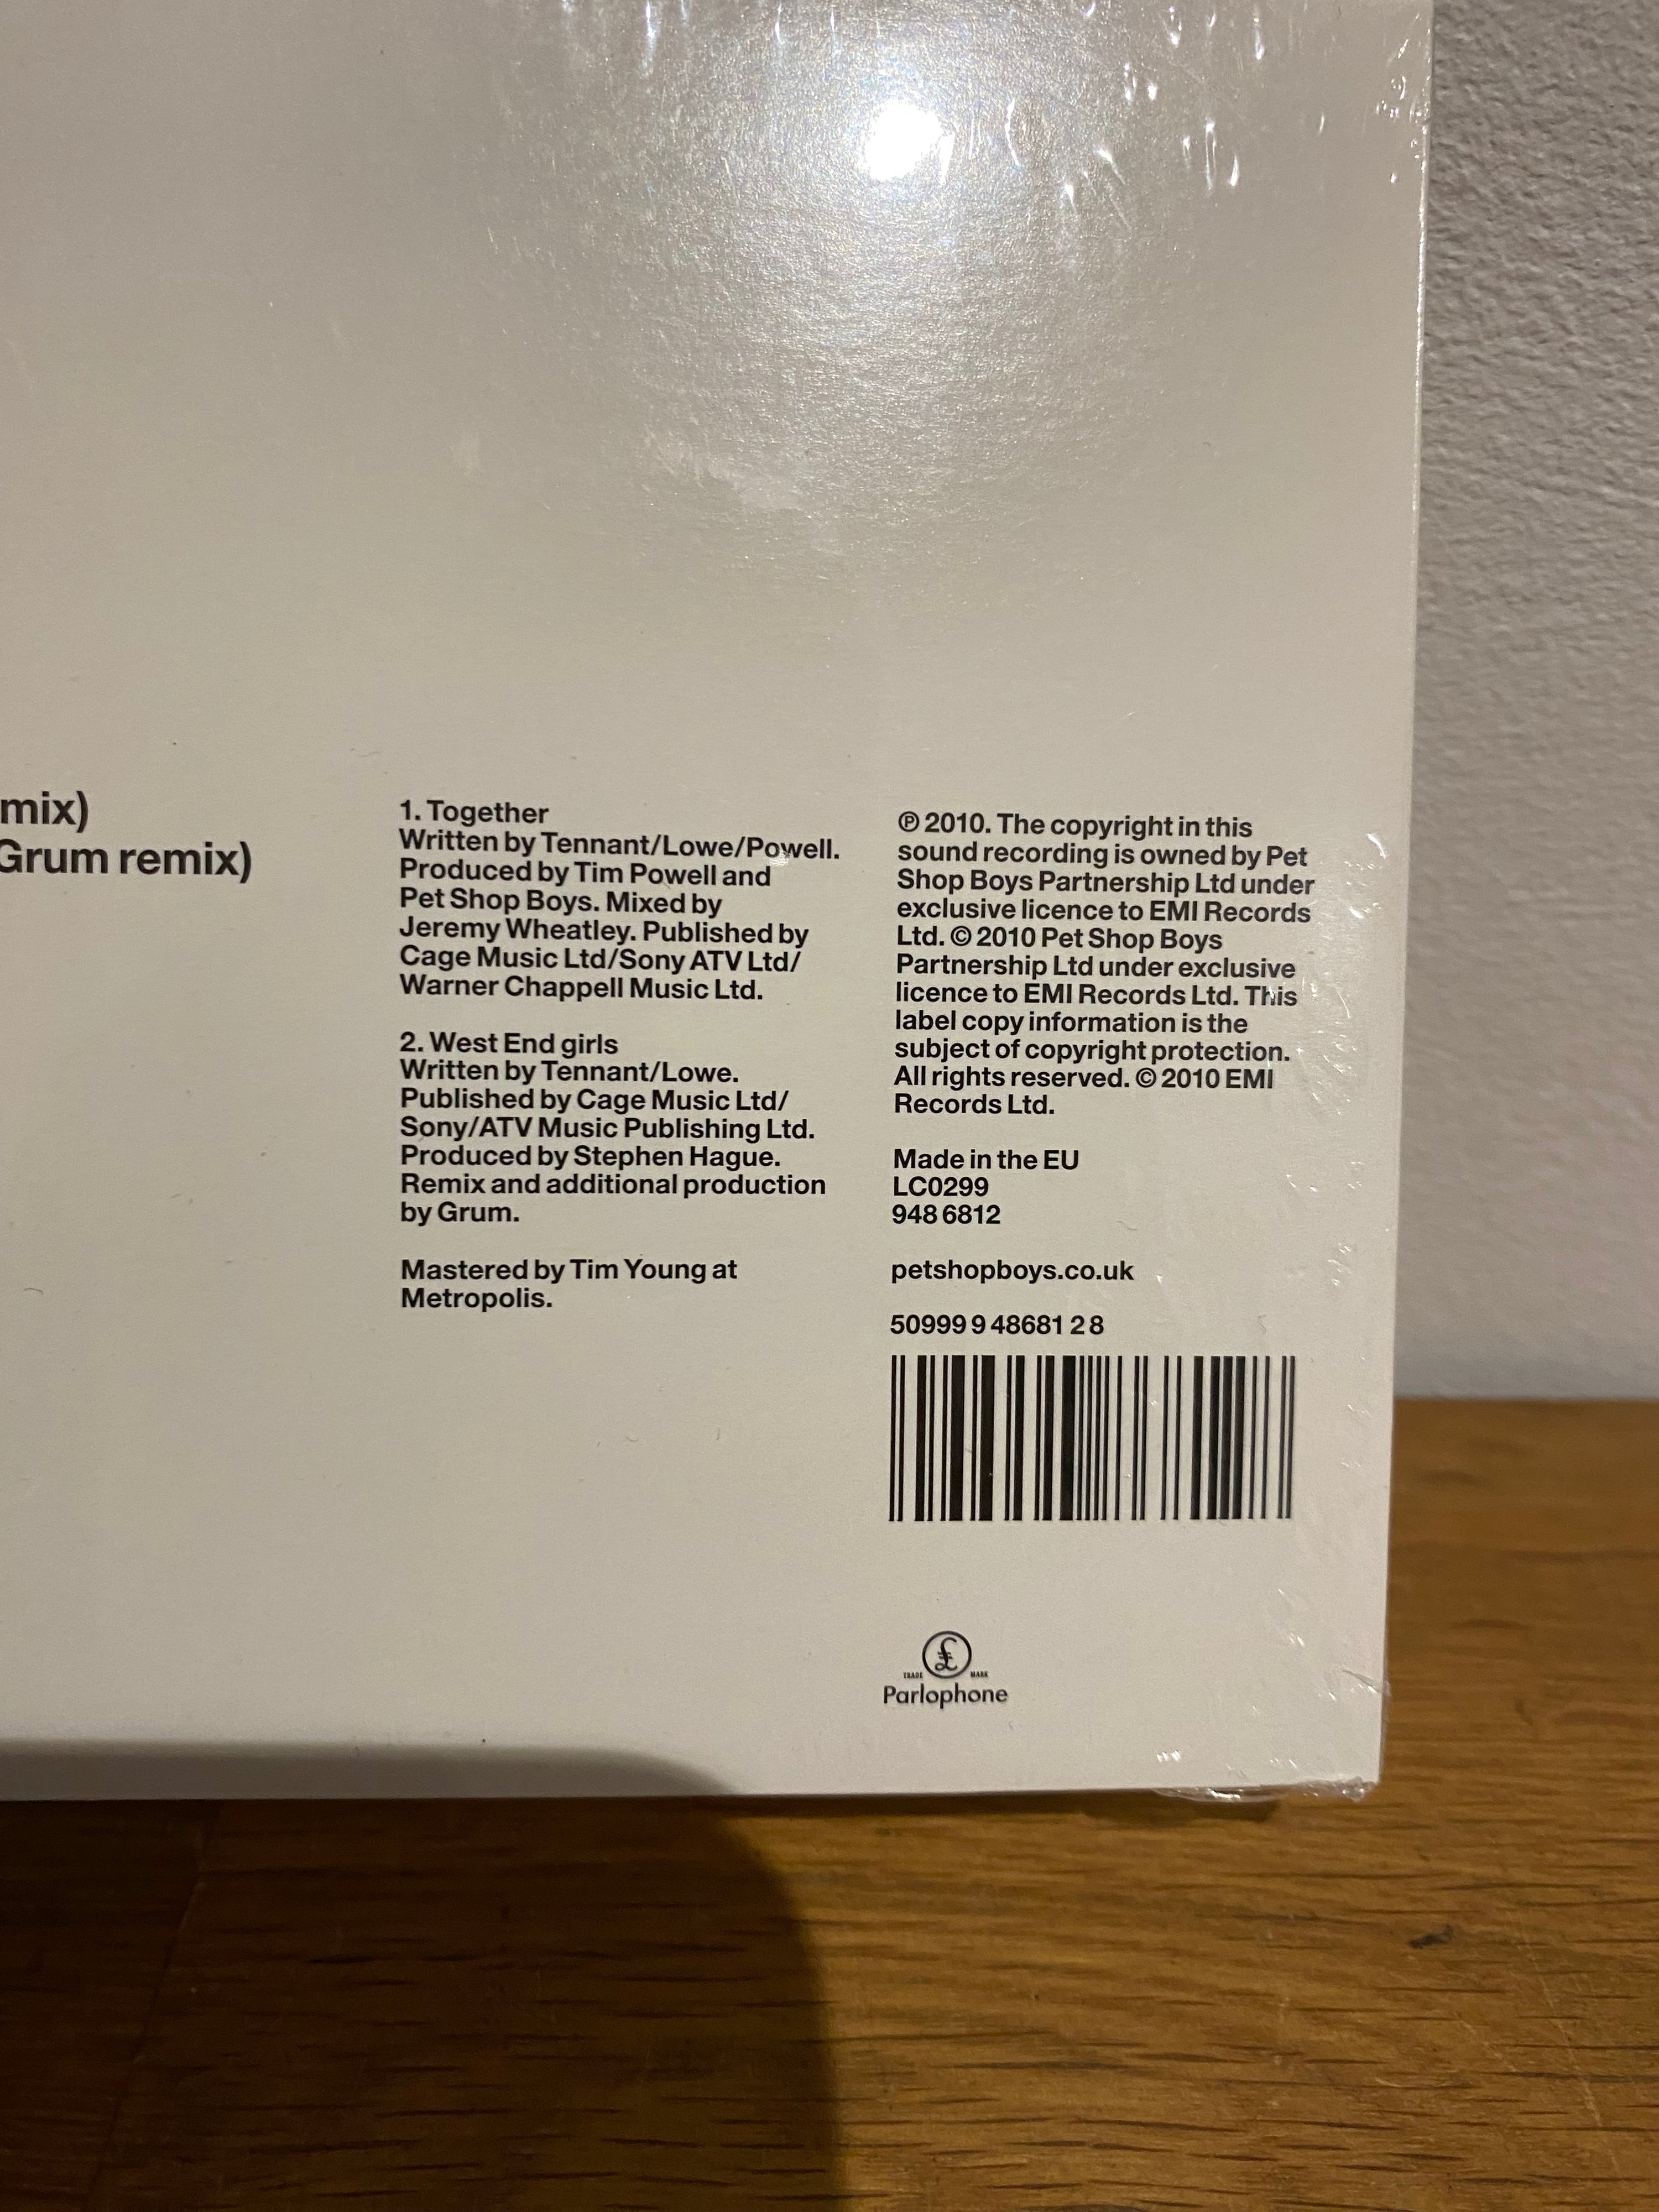 mix)
Grum remix)
1. Together
Written by Tennant/Lowe/Powell.
Produced by Tim Powell and
Pet Shop Boys. Mixed by
Jeremy Wheatley. Published by
Cage Music Ltd/Sony ATV Ltd/
Warner Chappell Music Ltd.
2. West End girls
Written by Tennant/Lowe.
Published by Cage Music Ltd/
Sony/ATV Music Publishing Ltd.
Produced by Stephen Hague.
Remix and additional production
by Grum.
Mastered by Tim Young at
Metropolis.
℗ 2010. The copyright in this
sound recording is owned by Pet
Shop Boys Partnership Ltd under
exclusive licence to EMI Records
Ltd. © 2010 Pet Shop Boys
Partnership Ltd under exclusive
licence to EMI Records Ltd. This
label copy information is the
subject of copyright protection.
All rights reserved. © 2010 EMI
Records Ltd.
Made in the EU
LC0299
948 6812
petshopboys.co.uk
50999 9 48681 2 8
£
TRADE MARK
Parlophone